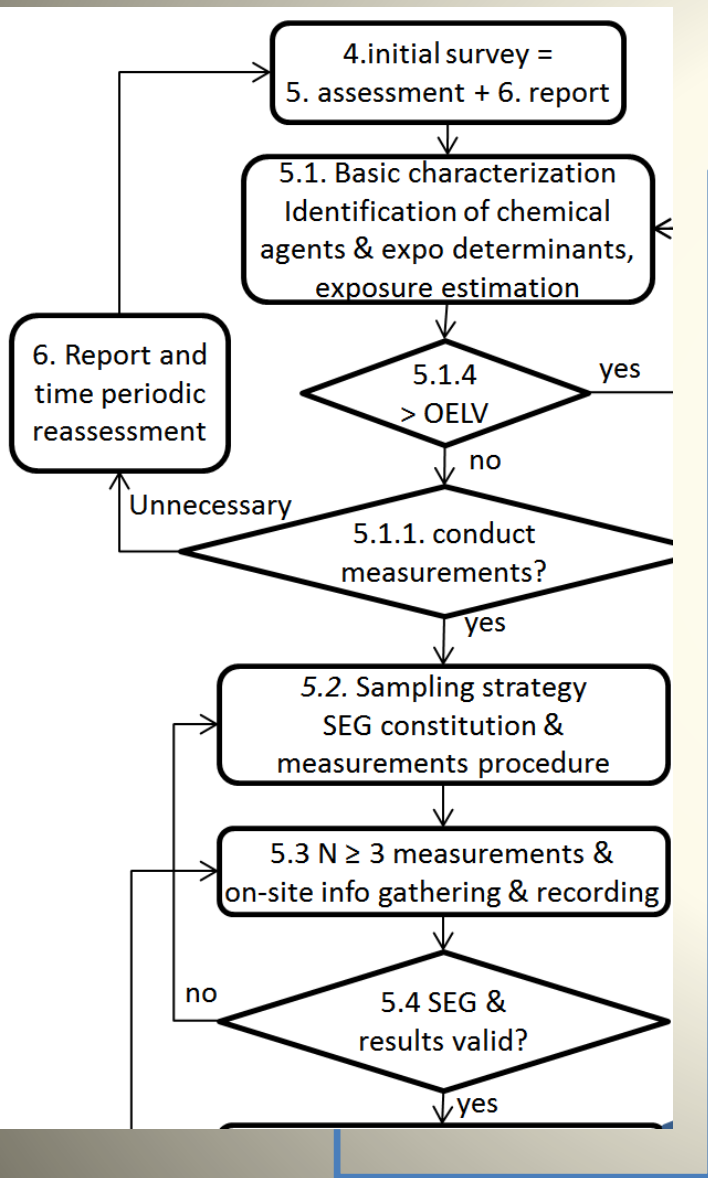 4.initial survey =
5. assessment + 6. report
5.1. Basic characterization
Identification of chemical
agents & expo determinants,
exposure estimation
6. Report and
time periodic
reassessment
5.1.4
> OELV
yes
no
Unnecessary
5.1.1. conduct
measurements?
yes
5.2. Sampling strategy
SEG constitution &
measurements procedure
5.3 N ≥ 3 measurements &
on-site info gathering & recording
no
5.4 SEG &
results valid?
yes